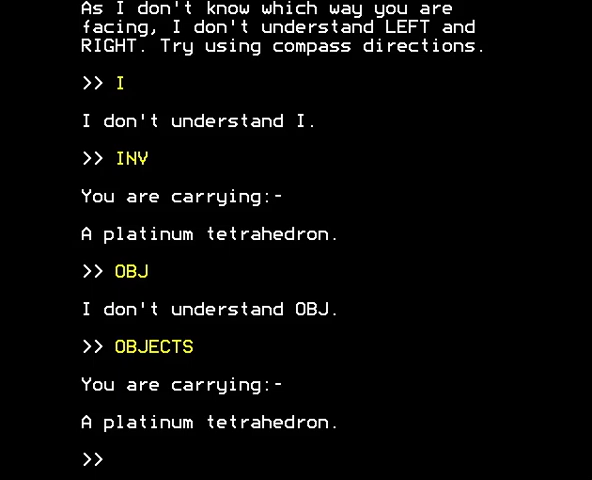 As I don't know which way you are
facing, I don't understand LEFT and
RIGHT. Try using compass directions.
>> I
I don't understand I.
>> INV
You are carrying:-
A platinum tetrahedron.
>> OBJ
I don't understand OBJ.
>> OBJECTS
You are carrying:-
A platinum tetrahedron.
>>